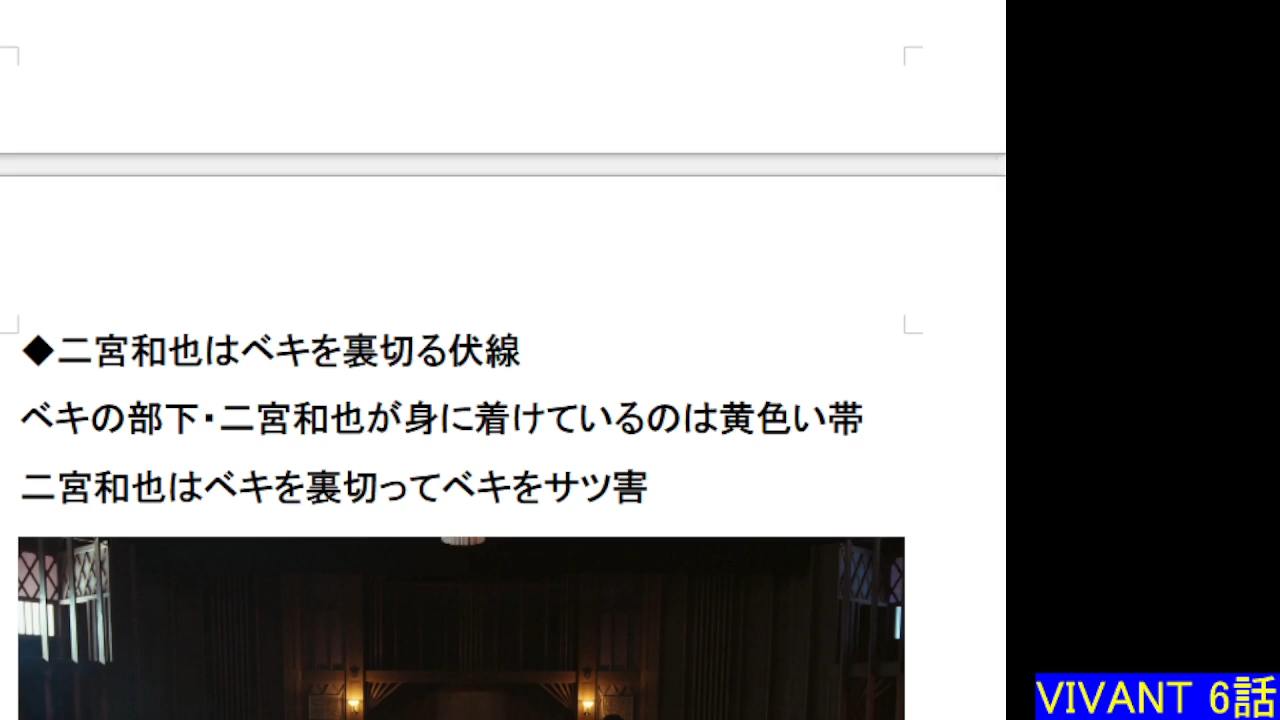 ◆二宮和也はベキを裏切る伏線
ベキの部下・二宮和也が身に着けているのは黄色い帯
二宮和也はベキを裏切ってベキをサツ害
VIVANT 6話